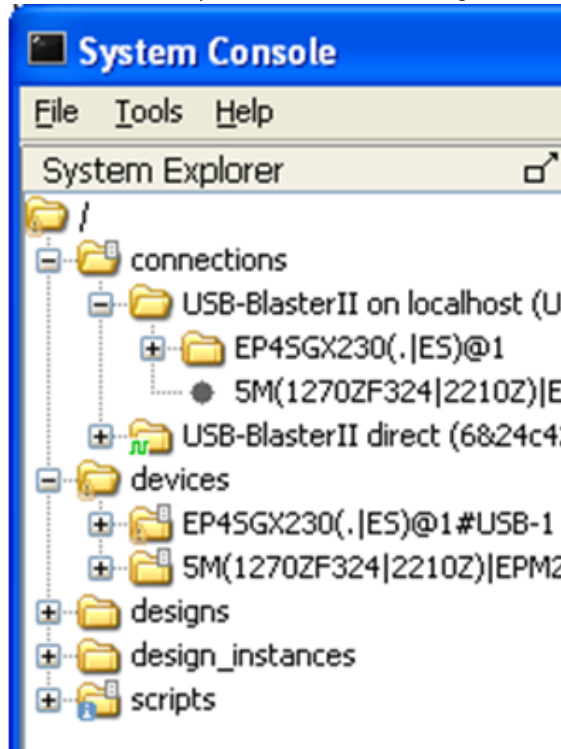 System Console
File Tools Help
System Explorer
/
connections
USB-BlasterII on localhost (U
EP4SGX230(.|ES)@1
5M(1270ZF324|2210Z)|E
USB-BlasterII direct (6&24c4
devices
EP4SGX230(.|ES)@1#USB-1
5M(1270ZF324|2210Z)|EPM2
designs
design_instances
scripts